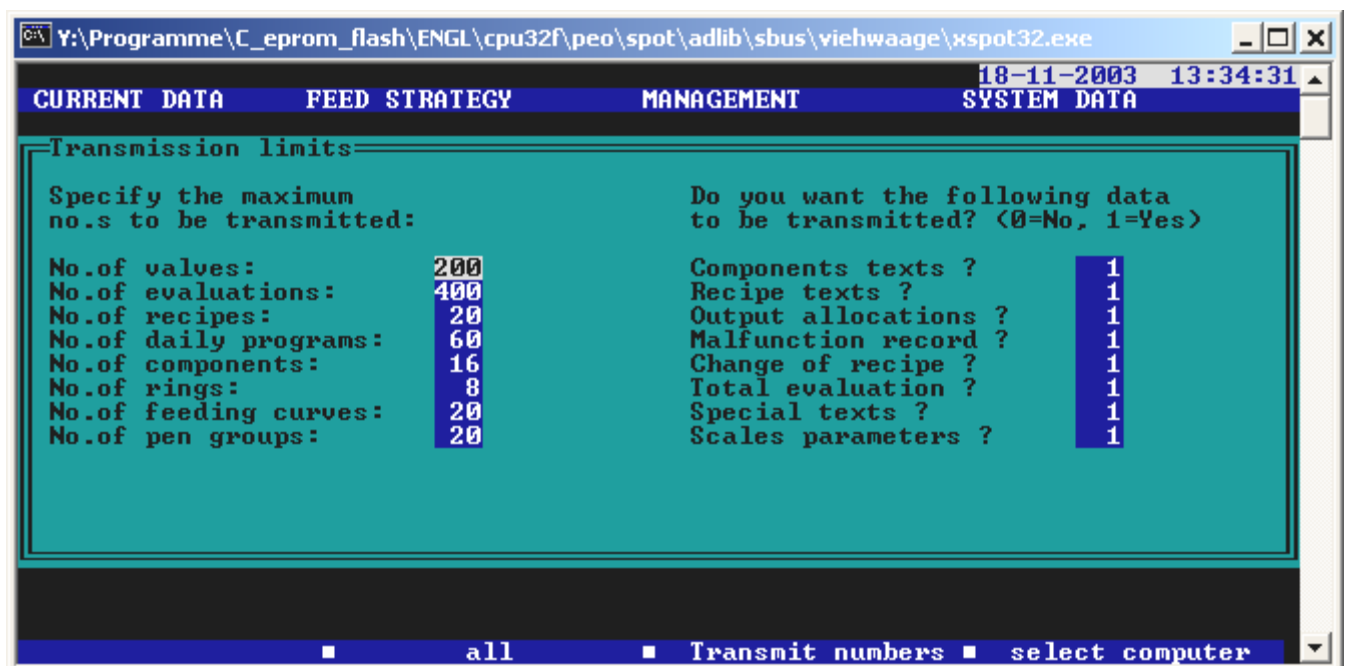 Y:\Programme\C_eprom_flash\ENGL\cpu32f\peo\spot\adlib\sbus\viehwaage\xspot32.exe
18-11-2003 13:34:31
CURRENT DATA FEED STRATEGY MANAGEMENT SYSTEM DATA
Transmission limits
Specify the maximum
no.s to be transmitted:
No.of valves: 200
No.of evaluations: 400
No.of recipes: 20
No.of daily programs: 60
No.of components: 16
No.of rings: 8
No.of feeding curves: 20
No.of pen groups: 20
Do you want the following data
to be transmitted? (0=No, 1=Yes)
Components texts ? 1
Recipe texts ? 1
Output allocations ? 1
Malfunction record ? 1
Change of recipe ? 1
Total evaluation ? 1
Special texts ? 1
Scales parameters ? 1
all Transmit numbers select computer